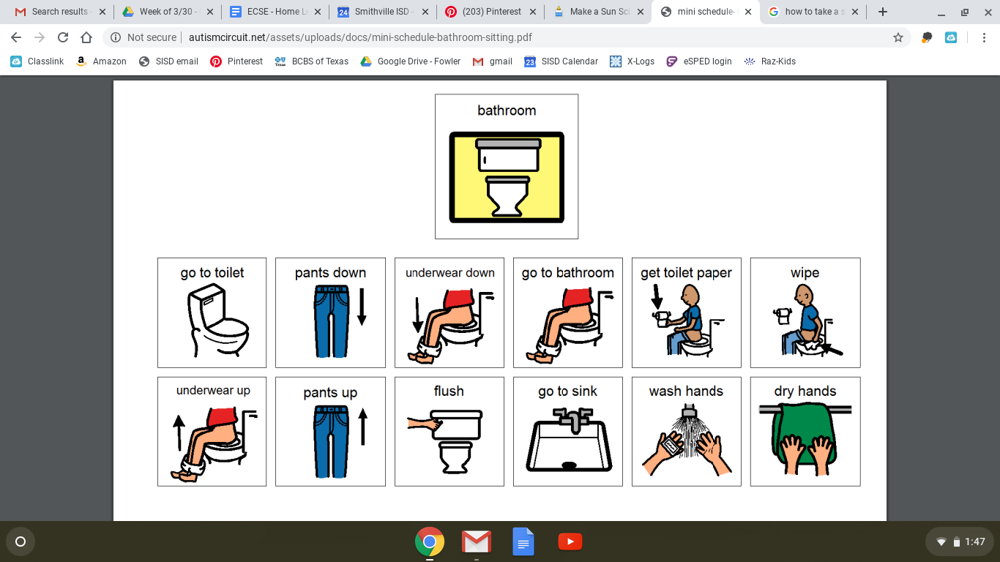 Search results -
Week of 3/30 -
ECSE - Home L
Smithville ISD -
(203) Pinterest
Make a Sun Sci
mini schedule-
how to take a s
Not secure | autismcircuit.net/assets/uploads/docs/mini-schedule-bathroom-sitting.pdf
Classlink
Amazon
SISD email
Pinterest
BCBS of Texas
Google Drive - Fowler
gmail
SISD Calendar
X-Logs
eSPED login
Raz-Kids
bathroom
go to toilet
pants down
underwear down
go to bathroom
get toilet paper
wipe
underwear up
pants up
flush
go to sink
wash hands
dry hands
1:47